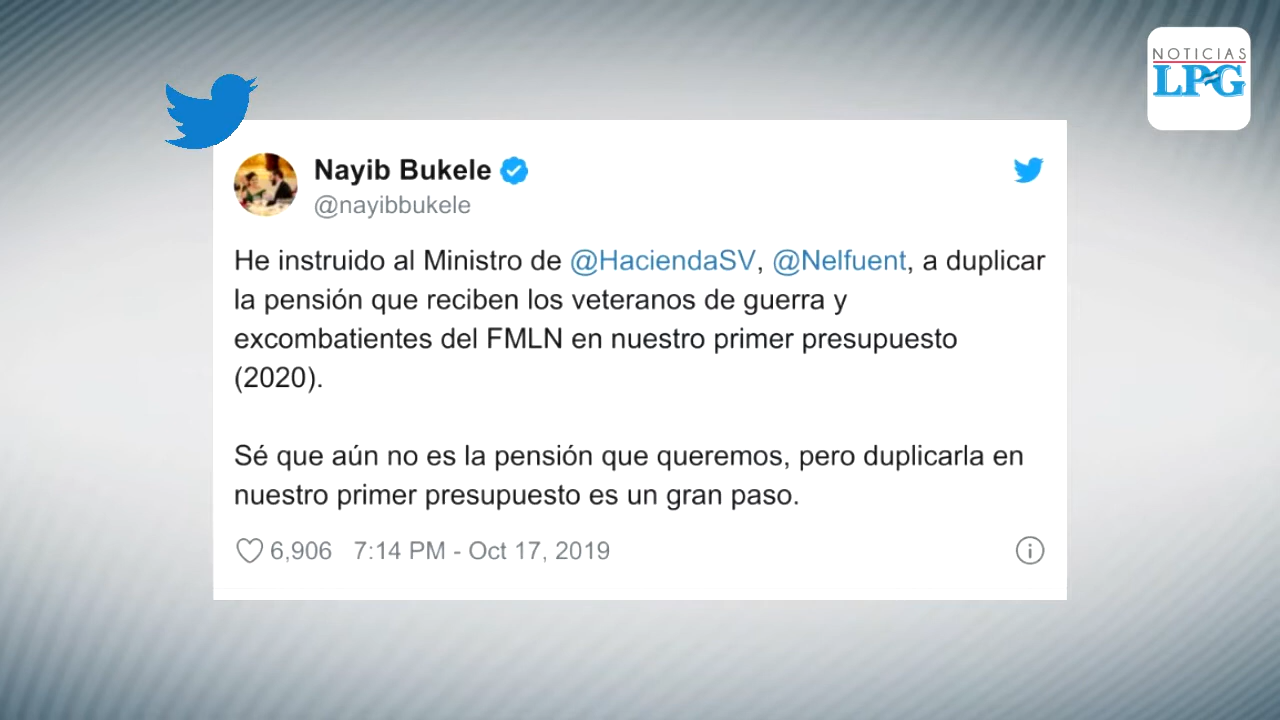 NOTICIAS
LPG
Nayib Bukele
@nayibbukele
He instruido al Ministro de @HaciendaSV, @Nelfuent, a duplicar
la pensión que reciben los veteranos de guerra y
excombatientes del FMLN en nuestro primer presupuesto
(2020).
Sé que aún no es la pensión que queremos, pero duplicarla en
nuestro primer presupuesto es un gran paso.
6,906 7:14 PM - Oct 17, 2019